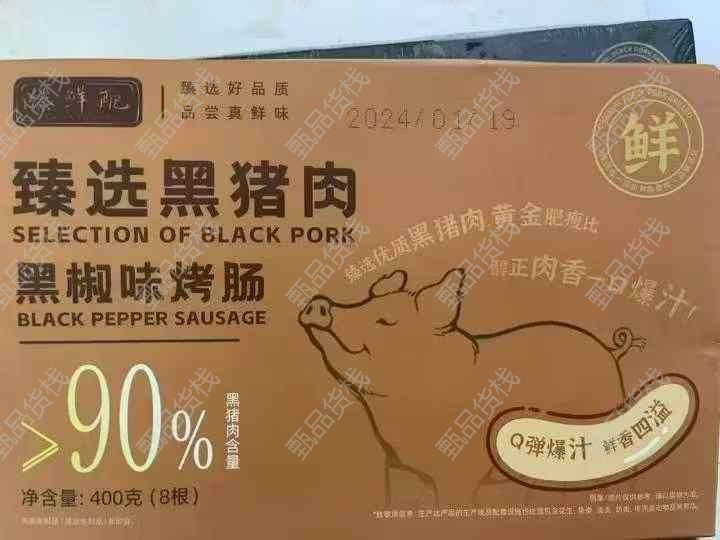 臻选好品质
品尝真鲜味
2024/01/19
鲜
臻选黑猪肉
SELECTION OF BLACK PORK
黑椒味烤肠
BLACK PEPPER SAUSAGE
臻选优质黑猪肉 黄金肥瘦比
醇正肉香一口爆汁!
>90%
黑猪肉含量
Q弹爆汁 鲜香四溢
净含量: 400克 (8根)
甄品货栈